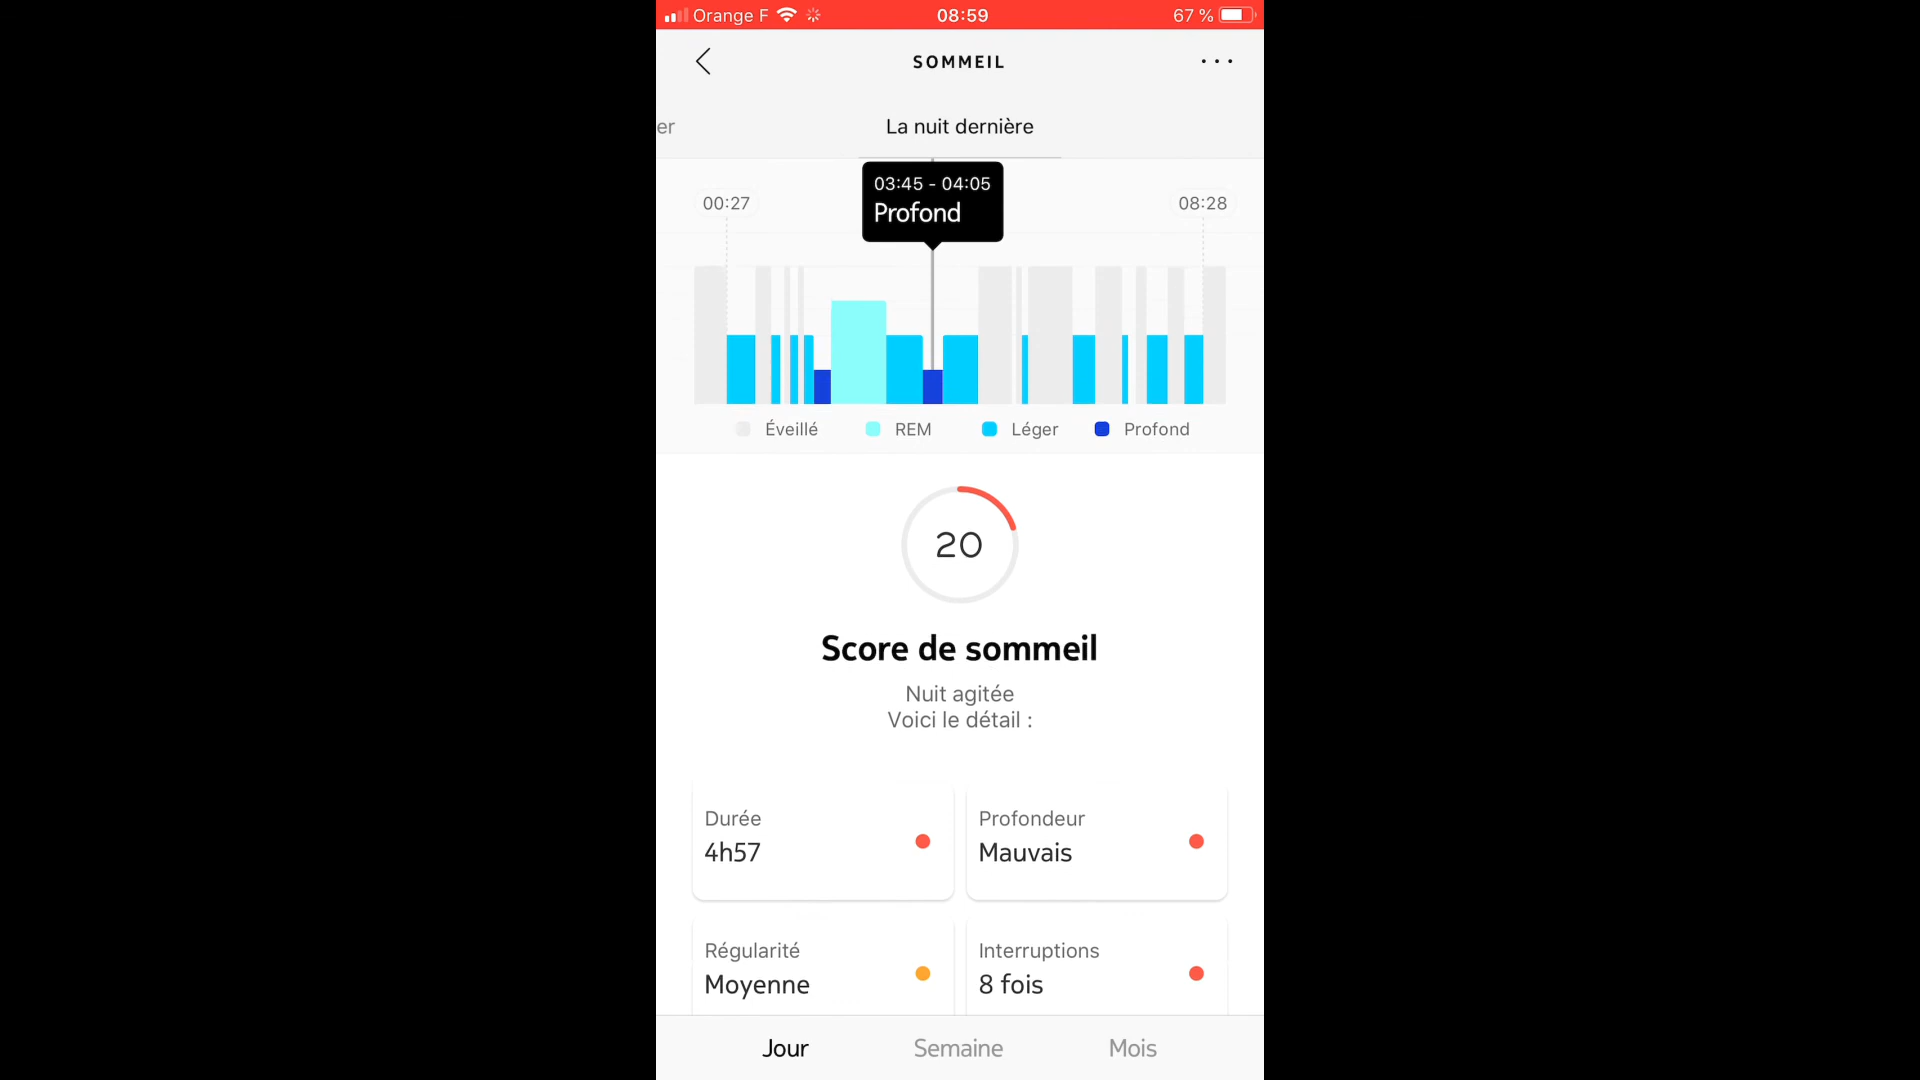 Orange F 08:59 67 %
SOMMEIL
er La nuit dernière
03:45 - 04:05
Profond
00:27 08:28
Éveillé REM Léger Profond
20
Score de sommeil
Nuit agitée
Voici le détail :
Durée Profondeur
4h57 Mauvais
Régularité Interruptions
Moyenne 8 fois
Jour Semaine Mois